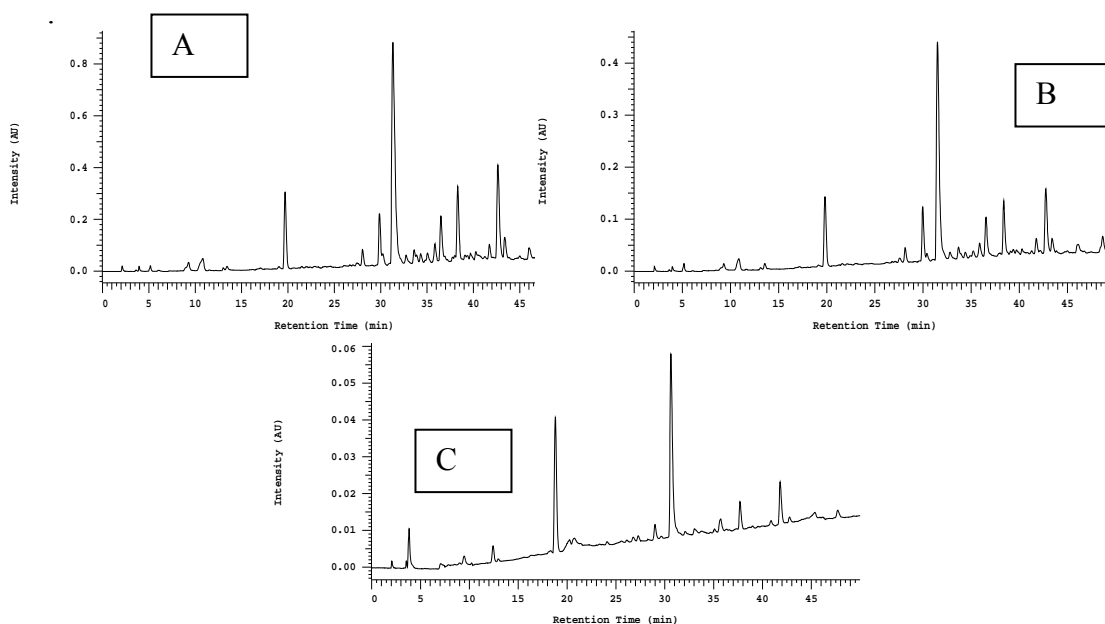 A
Intensity (AU)
0.8
0.6
0.4
0.2
0.0
0 5 10 15 20 25 30 35 40 45
Retention Time (min)
B
Intensity (AU)
0.4
0.3
0.2
0.1
0.0
0 5 10 15 20 25 30 35 40 45
Retention Time (min)
C
Intensity (AU)
0.06
0.05
0.04
0.03
0.02
0.01
0.00
0 5 10 15 20 25 30 35 40 45
Retention Time (min)